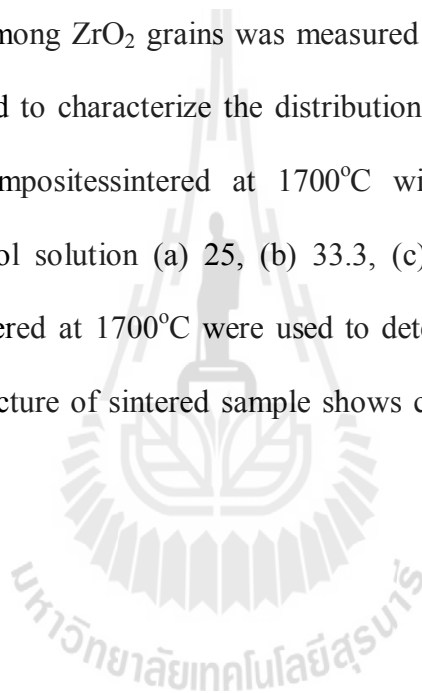 among ZrO₂ grains was measured
d to characterize the distribution
mpositessintered at 1700°C wi
ol solution (a) 25, (b) 33.3, (c)
ered at 1700°C were used to dete
cture of sintered sample shows c
มหาวิทยาลัยเทคโนโลยีสุรนารี